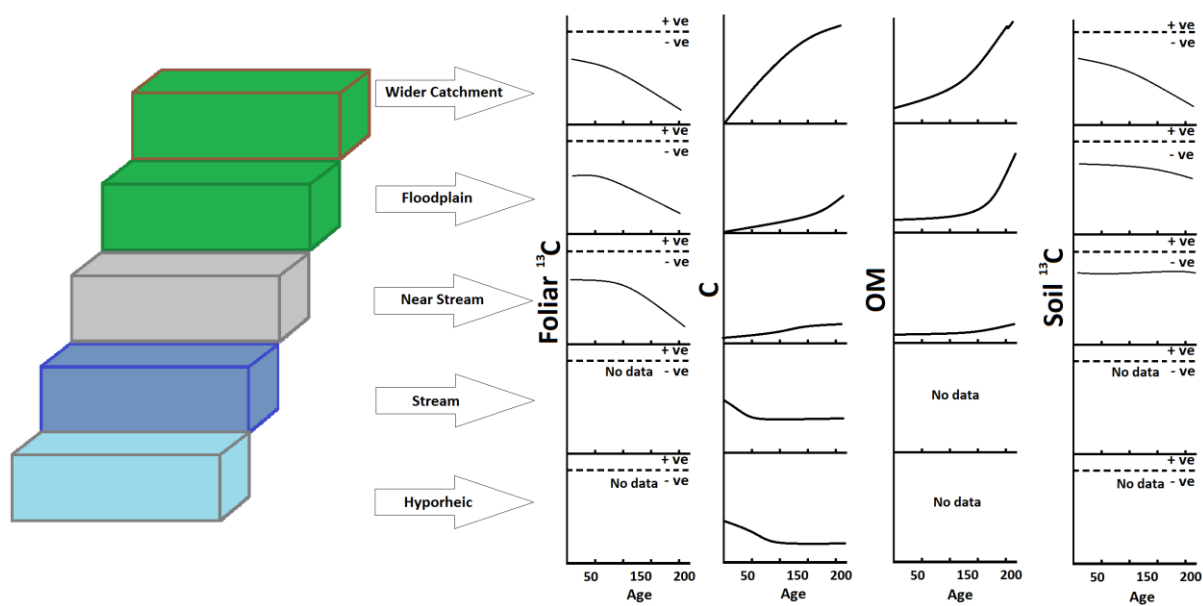 + ve
- ve
Wider Catchment
+ ve
- ve
+ ve
- ve
Floodplain
+ ve
- ve
+ ve
- ve
Near Stream
+ ve
- ve
Foliar ¹³C
C
OM
Soil ¹³C
+ ve
No data - ve
Stream
No data
+ ve
No data - ve
+ ve
No data - ve
Hyporheic
No data
+ ve
No data - ve
50 150 200
Age
50 150 200
Age
50 150 200
Age
50 150 200
Age